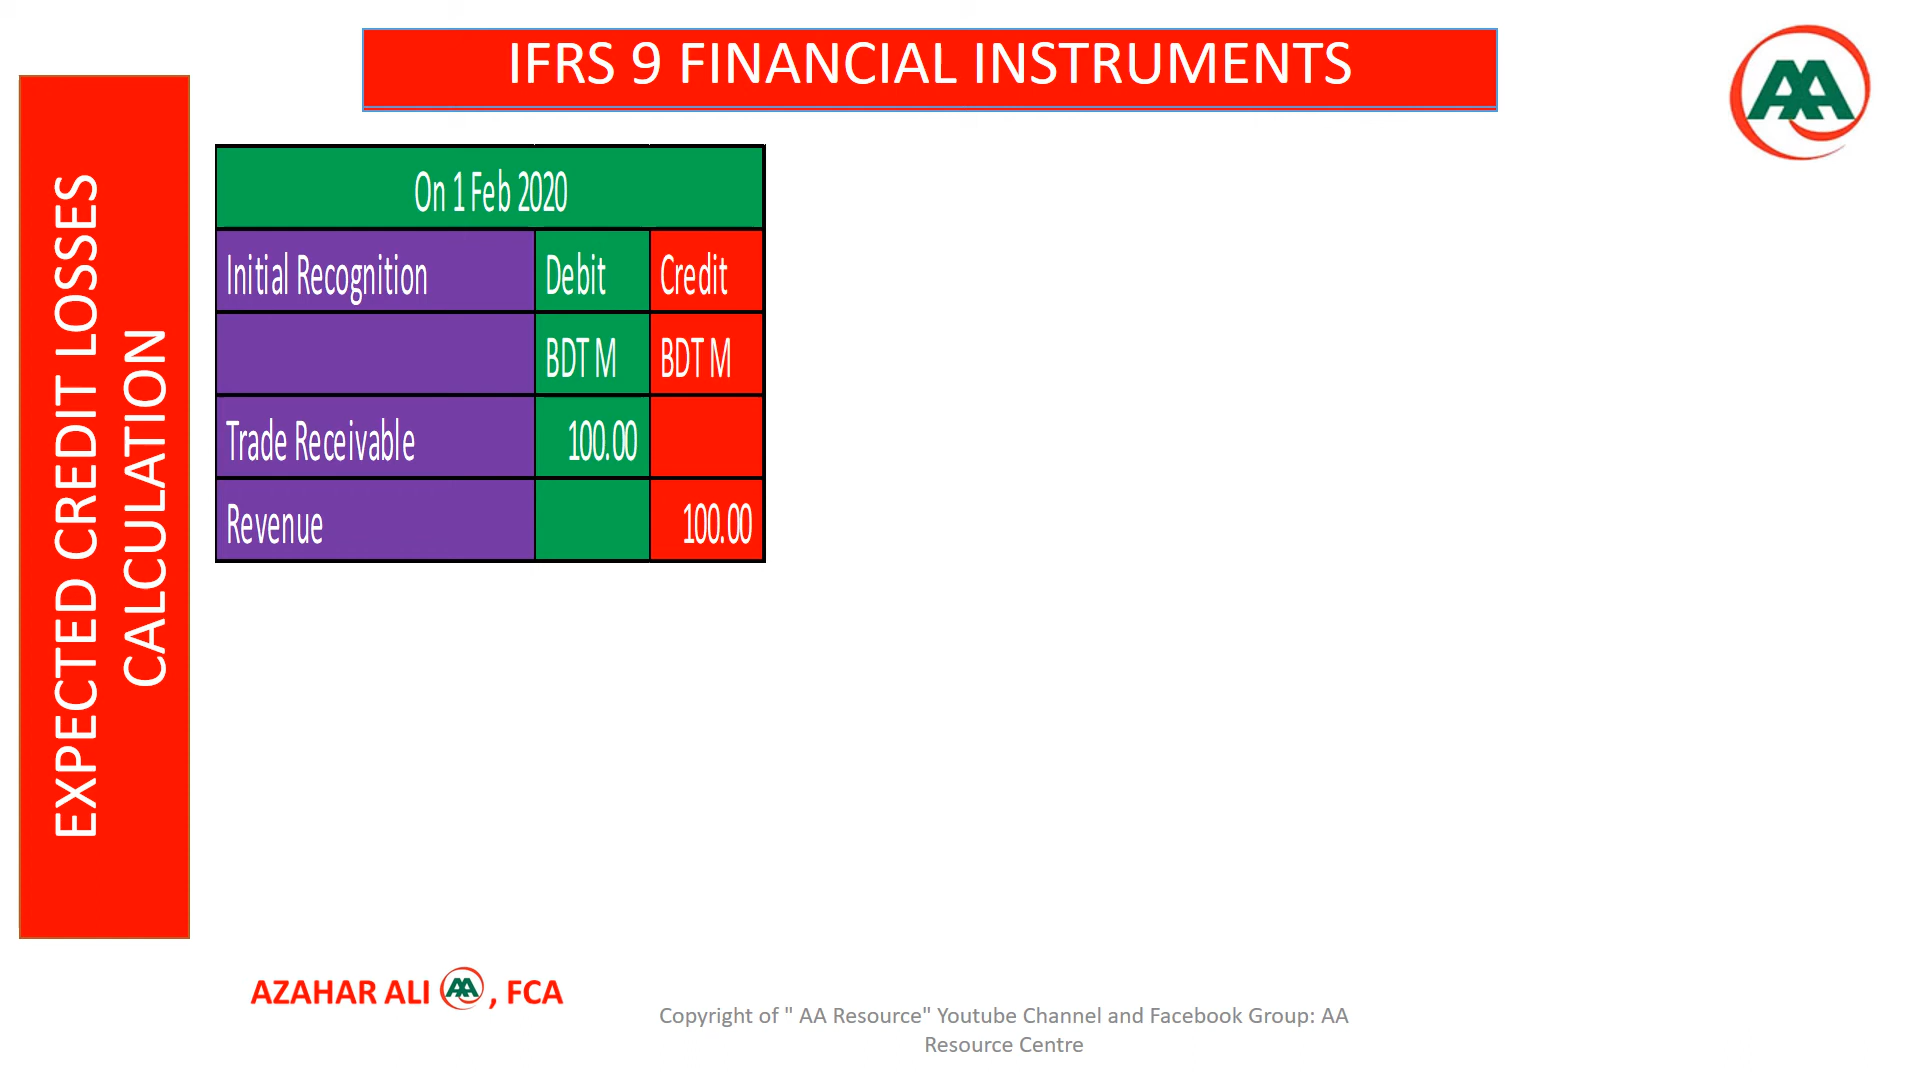 IFRS 9 FINANCIAL INSTRUMENTS
AA
EXPECTED CREDIT LOSSES
CALCULATION
On 1 Feb 2020
Initial Recognition Debit Credit
BDT M BDT M
Trade Receivable 100.00
Revenue 100.00
AZAHAR ALI AA , FCA
Copyright of " AA Resource" Youtube Channel and Facebook Group: AA
Resource Centre